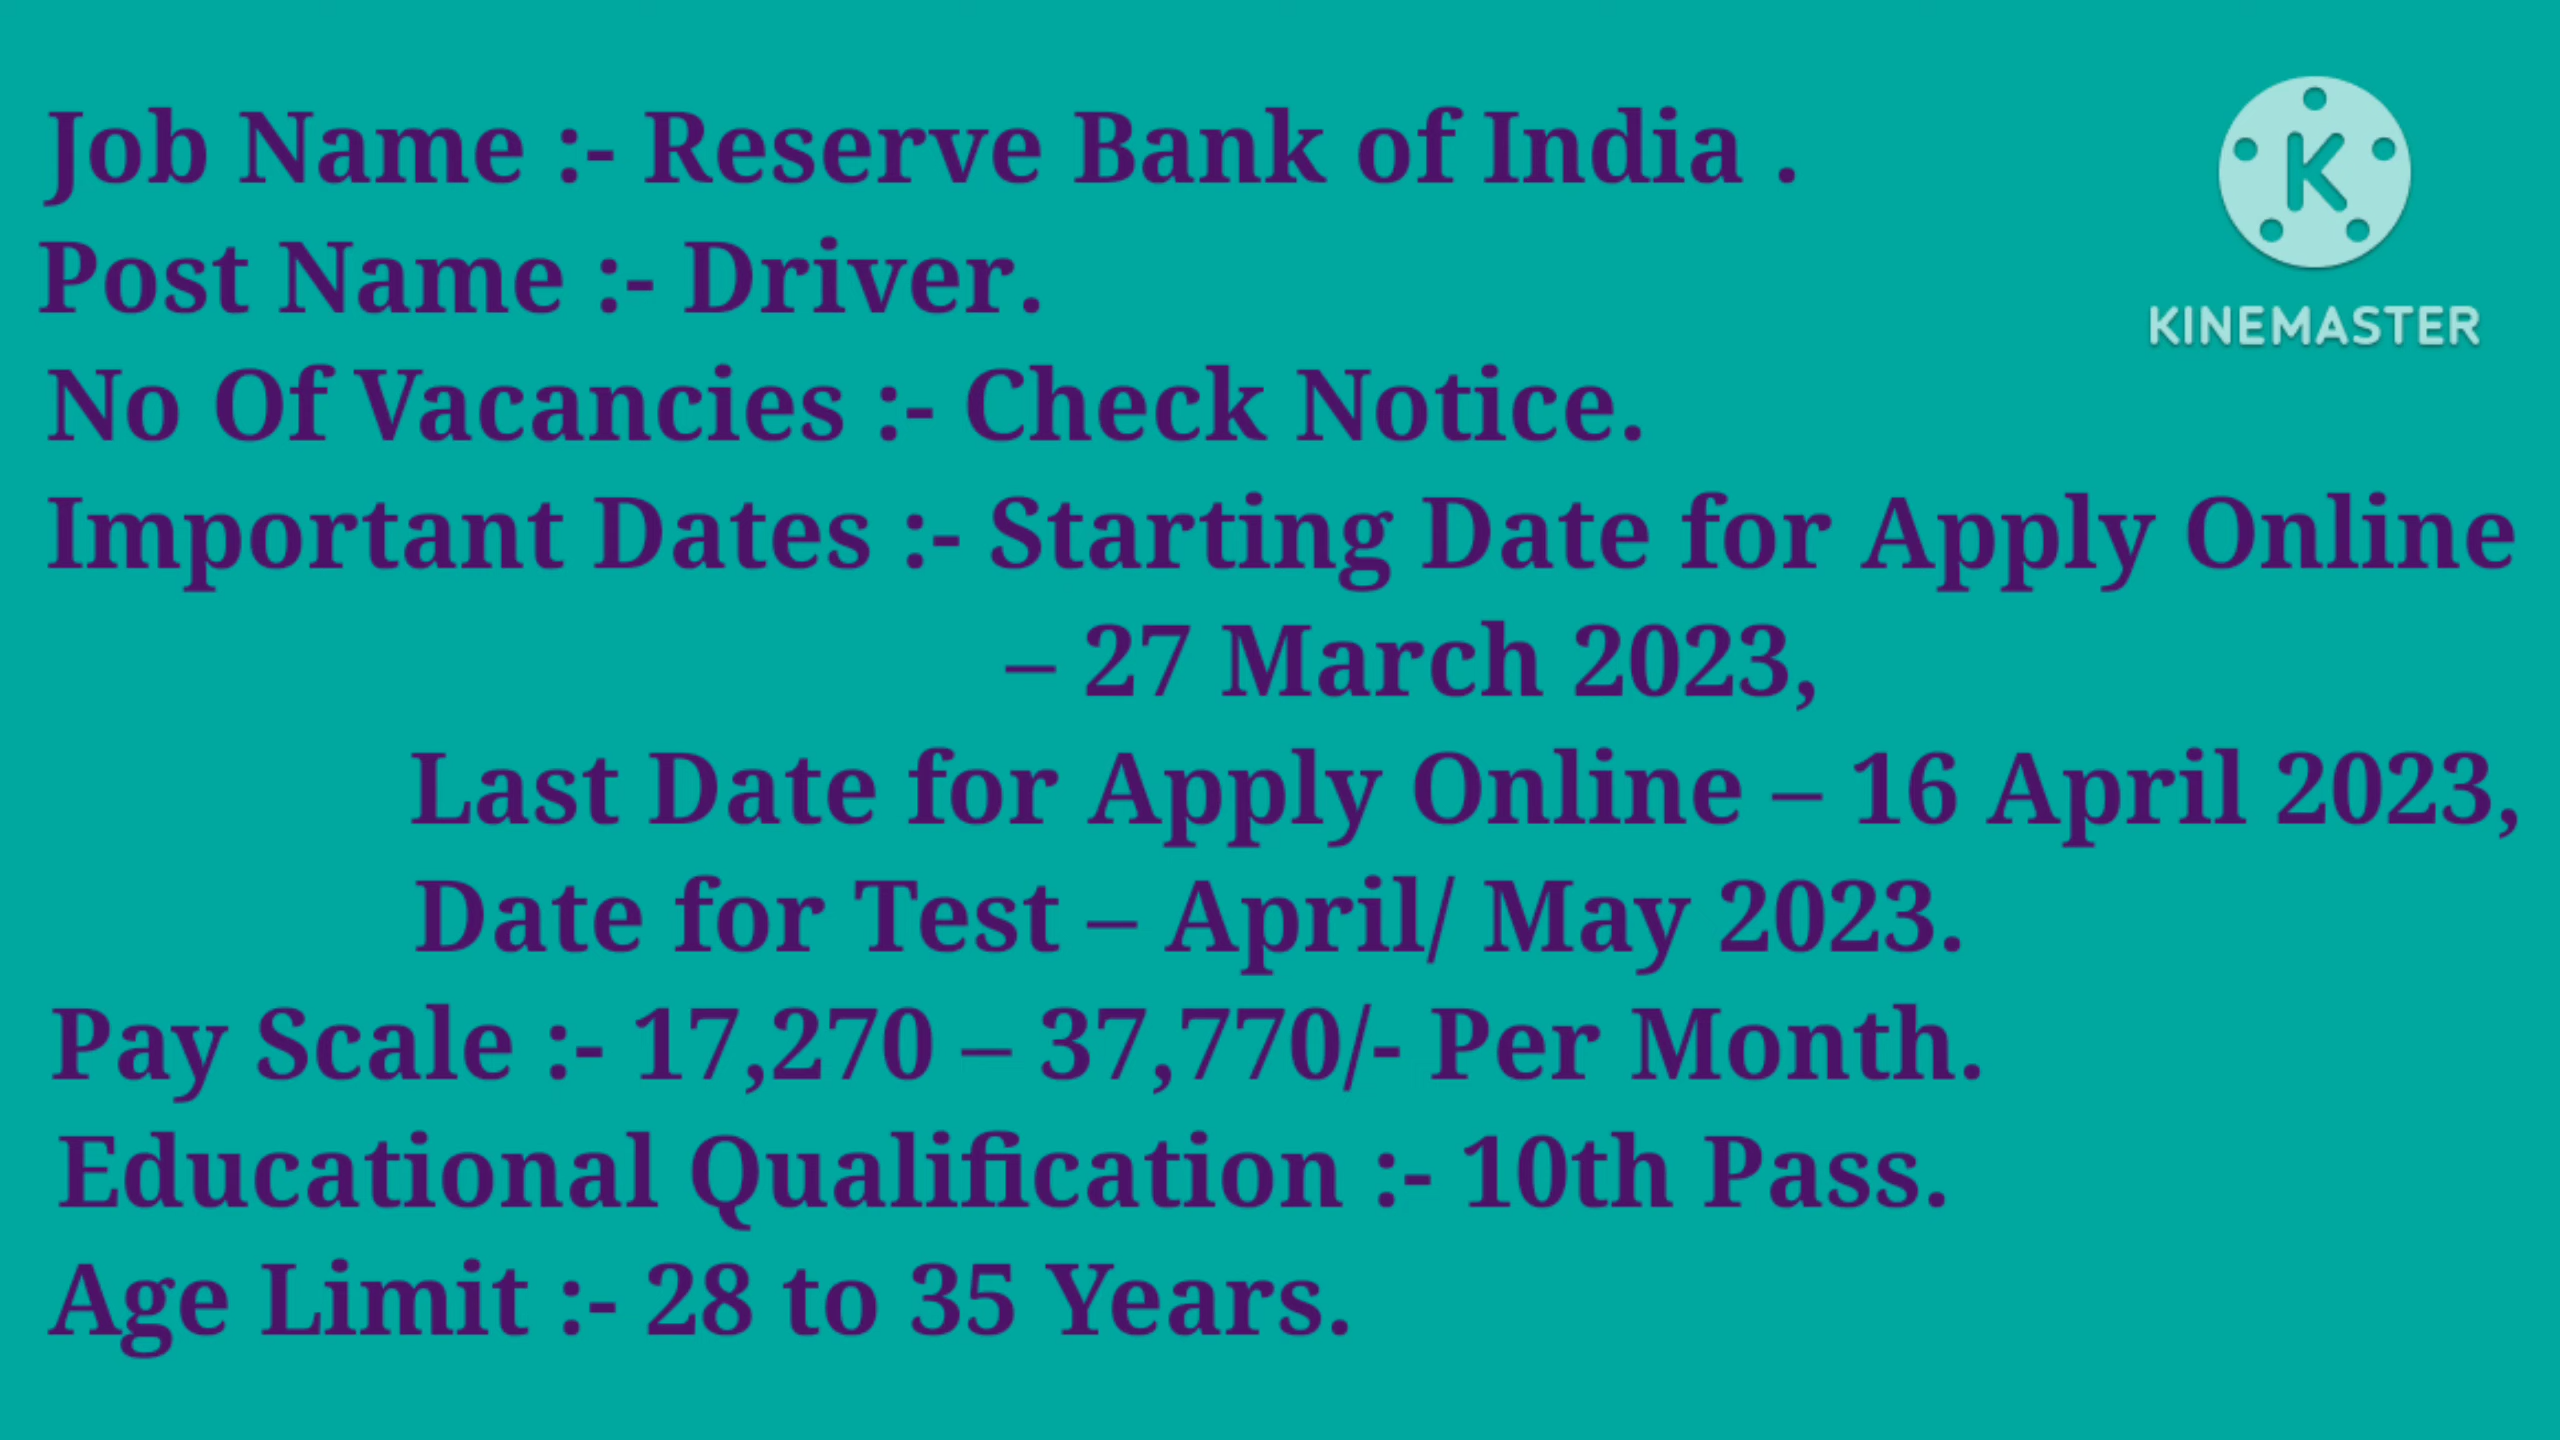 Job Name :- Reserve Bank of India .
KINEMASTER
Post Name :- Driver.
No Of Vacancies :- Check Notice.
Important Dates :- Starting Date for Apply Online
– 27 March 2023,
Last Date for Apply Online – 16 April 2023,
Date for Test – April/ May 2023.
Pay Scale :- 17,270 – 37,770/- Per Month.
Educational Qualification :- 10th Pass.
Age Limit :- 28 to 35 Years.